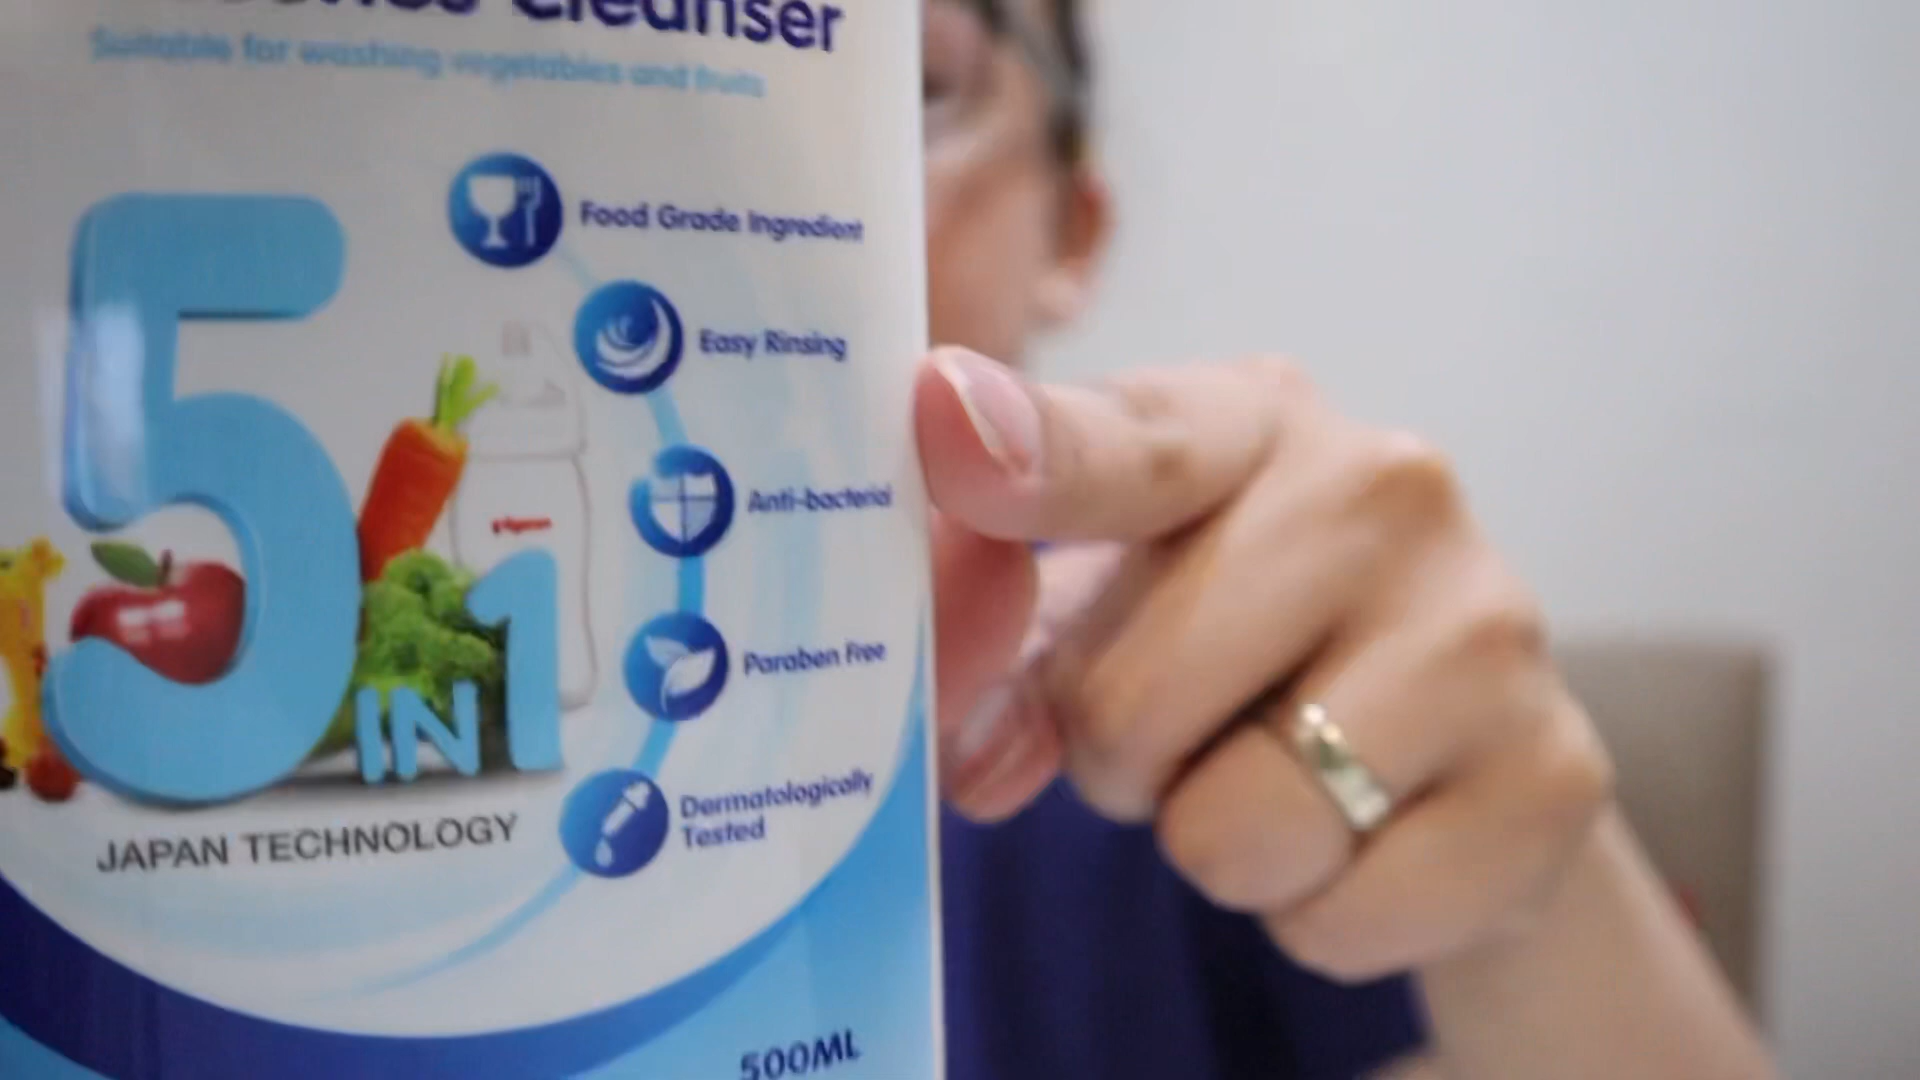 Cleanser
Suitable for washing vegetables and fruits
Food Grade Ingredient
Easy Rinsing
Anti-bacterial
Pigeon
Paraben Free
5 IN 1
Dermatologically
Tested
JAPAN TECHNOLOGY
500ML